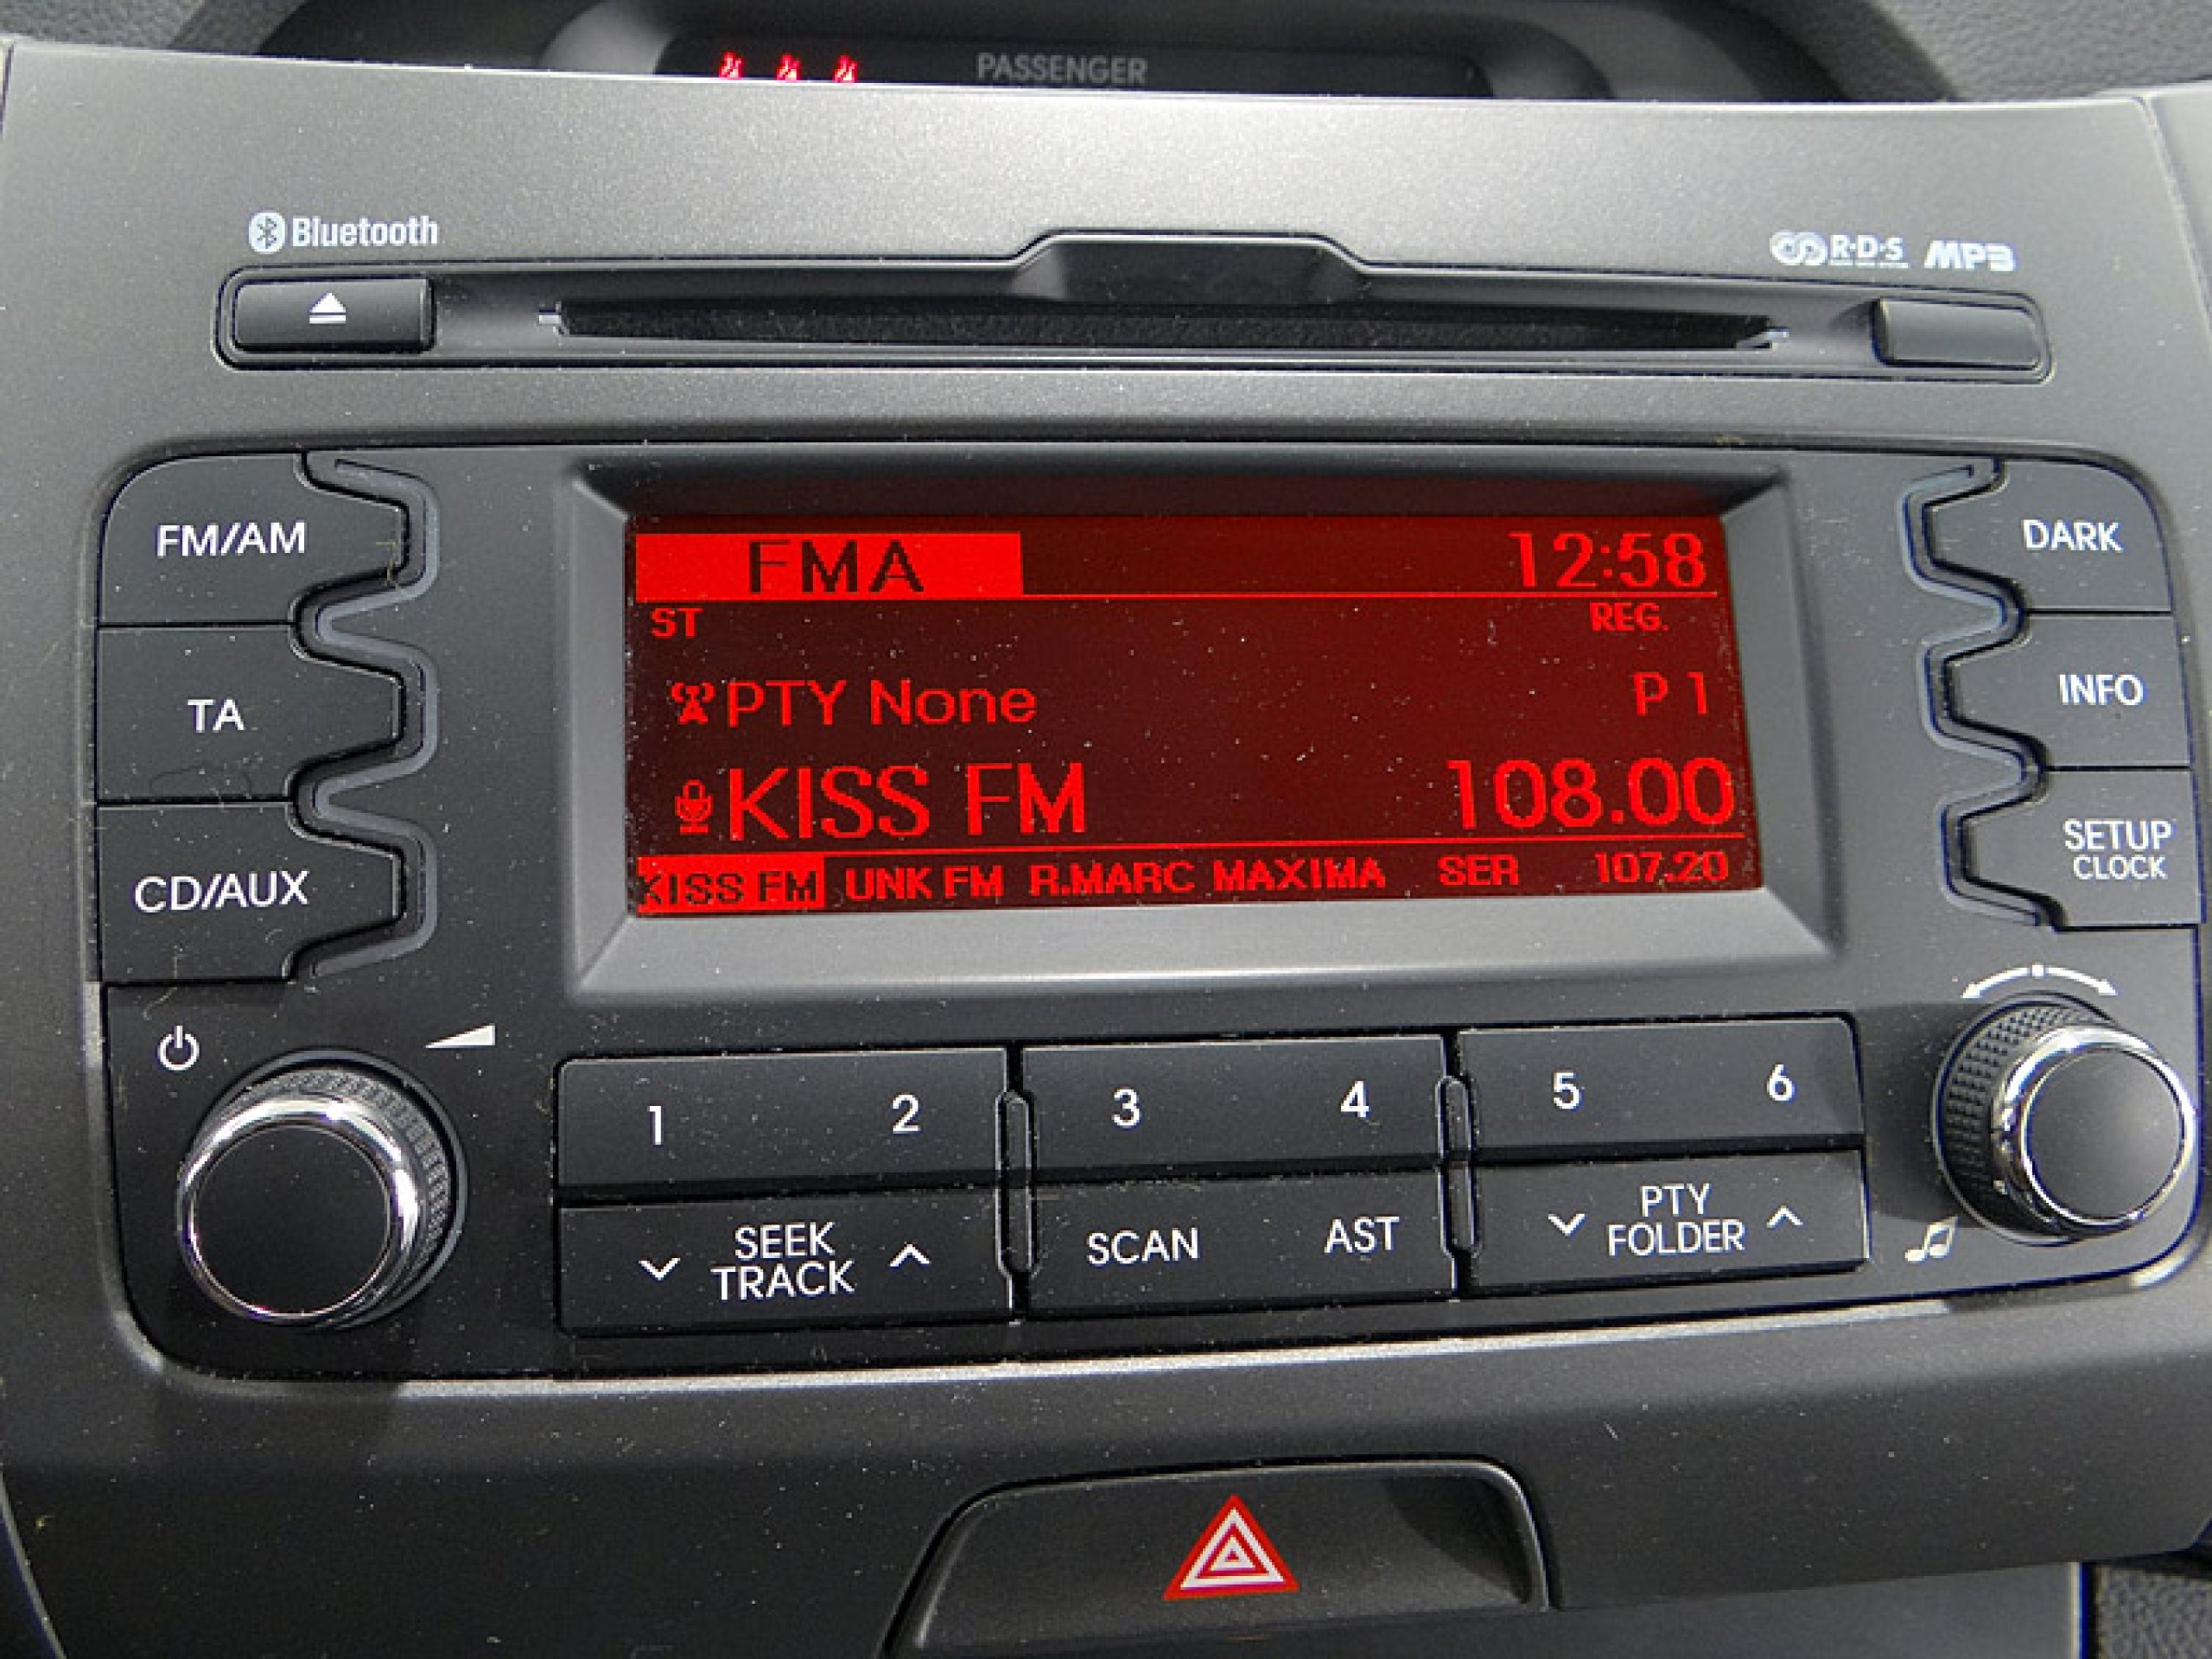 PASSENGER
Bluetooth
R·D·S MP3
FM/AM
TA
CD/AUX
FMA 12:58
ST REG.
PTY None P 1
KISS FM 108.00
KISS FM UNK FM R.MARC MAXIMA SER 107.20
DARK
INFO
SETUP
CLOCK
1 2 3 4 5 6
SEEK
TRACK
SCAN AST
PTY
FOLDER